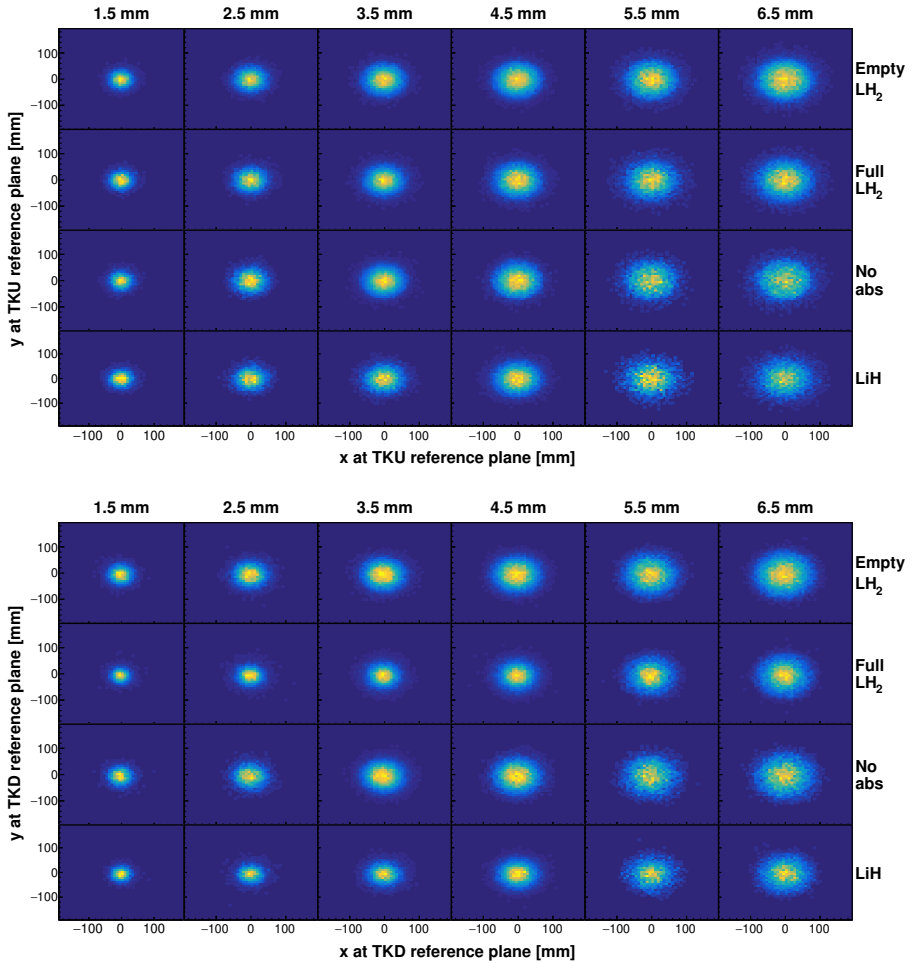 1.5 mm 2.5 mm 3.5 mm 4.5 mm 5.5 mm 6.5 mm
y at TKU reference plane [mm]
100
0
−100
Empty
LH₂
100
0
−100
Full
LH₂
100
0
−100
No
abs
100
0
−100
LiH
−100 0 100 −100 0 100 −100 0 100 −100 0 100 −100 0 100 −100 0 100
x at TKU reference plane [mm]
1.5 mm 2.5 mm 3.5 mm 4.5 mm 5.5 mm 6.5 mm
y at TKD reference plane [mm]
100
0
−100
Empty
LH₂
100
0
−100
Full
LH₂
100
0
−100
No
abs
100
0
−100
LiH
−100 0 100 −100 0 100 −100 0 100 −100 0 100 −100 0 100 −100 0 100
x at TKD reference plane [mm]